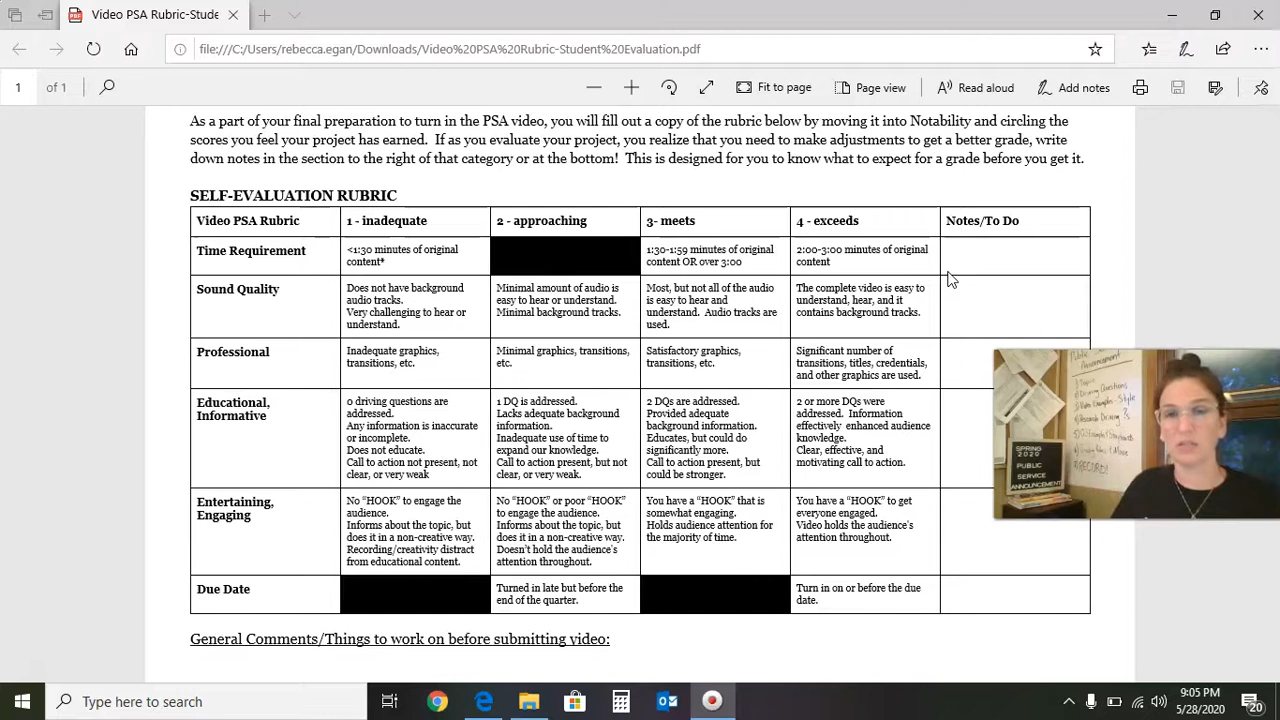 Video PSA Rubric-Stude
file:///C:/Users/rebecca.egan/Downloads/Video%20PSA%20Rubric-Student%20Evaluation.pdf
1 of 1
Fit to page
Page view
Read aloud
Add notes
As a part of your final preparation to turn in the PSA video, you will fill out a copy of the rubric below by moving it into Notability and circling the
scores you feel your project has earned. If as you evaluate your project, you realize that you need to make adjustments to get a better grade, write
down notes in the section to the right of that category or at the bottom! This is designed for you to know what to expect for a grade before you get it.
SELF-EVALUATION RUBRIC
Video PSA Rubric
1 - inadequate
2 - approaching
3- meets
4 - exceeds
Notes/To Do
Time Requirement
<1:30 minutes of original
content*
1:30-1:59 minutes of original
content OR over 3:00
2:00-3:00 minutes of original
content
Sound Quality
Does not have background
audio tracks.
Very challenging to hear or
understand.
Minimal amount of audio is
easy to hear or understand.
Minimal background tracks.
Most, but not all of the audio
is easy to hear and
understand. Audio tracks are
used.
The complete video is easy to
understand, hear, and it
contains background tracks.
Professional
Inadequate graphics,
transitions, etc.
Minimal graphics, transitions,
etc.
Satisfactory graphics,
transitions, etc.
Significant number of
transitions, titles, credentials,
and other graphics are used.
Educational,
Informative
0 driving questions are
addressed.
Any information is inaccurate
or incomplete.
Does not educate.
Call to action not present, not
clear, or very weak
1 DQ is addressed.
Lacks adequate background
information.
Inadequate use of time to
expand our knowledge.
Call to action present, but not
clear, or very weak.
2 DQs are addressed.
Provided adequate
background information.
Educates, but could do
significantly more.
Call to action present, but
could be stronger.
2 or more DQs were
addressed. Information
effectively enhanced audience
knowledge.
Clear, effective, and
motivating call to action.
Entertaining,
Engaging
No “HOOK” to engage the
audience.
Informs about the topic, but
does it in a non-creative way.
Recording/creativity distract
from educational content.
No “HOOK” or poor “HOOK”
to engage the audience.
Informs about the topic, but
does it in a non-creative way.
Doesn't hold the audience's
attention throughout.
You have a “HOOK” that is
somewhat engaging.
Holds audience attention for
the majority of time.
You have a “HOOK” to get
everyone engaged.
Video holds the audience's
attention throughout.
Due Date
Turned in late but before the
end of the quarter.
Turn in on or before the due
date.
General Comments/Things to work on before submitting video:
SPRING
2020
PUBLIC
SERVICE
ANNOUNCEMENT
Type here to search
9:05 PM
5/28/2020
20